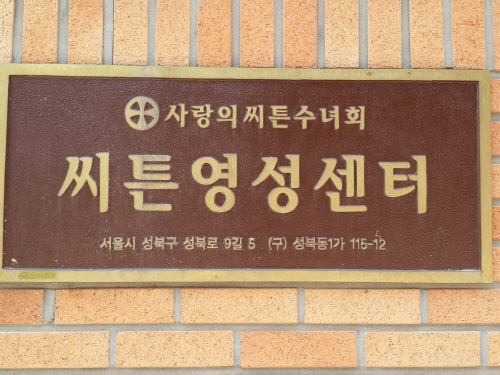 사랑의씨튼수녀회
씨튼영성센터
서울시 성북구 성북로 9길 5 (구) 성북동1가 115-12